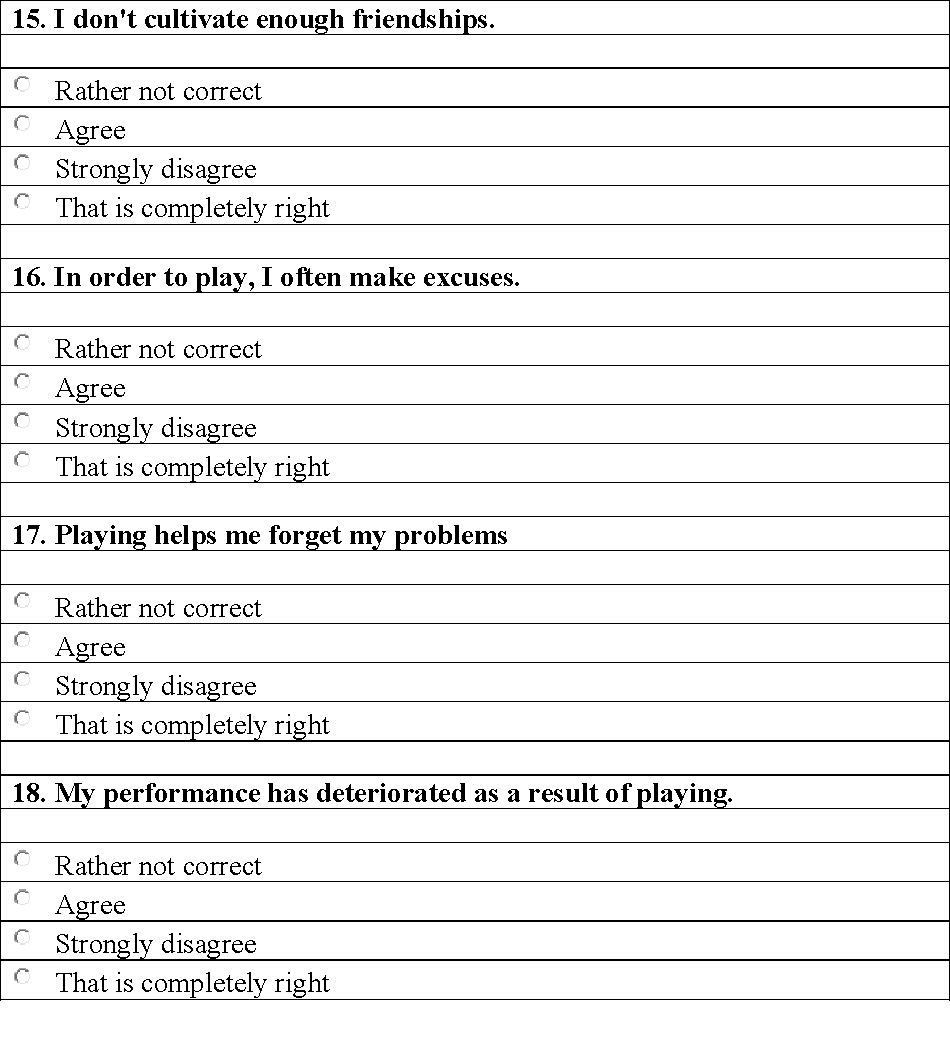 15. I don't cultivate enough friendships.
Rather not correct
Agree
Strongly disagree
That is completely right
16. In order to play, I often make excuses.
Rather not correct
Agree
Strongly disagree
That is completely right
17. Playing helps me forget my problems
Rather not correct
Agree
Strongly disagree
That is completely right
18. My performance has deteriorated as a result of playing.
Rather not correct
Agree
Strongly disagree
That is completely right